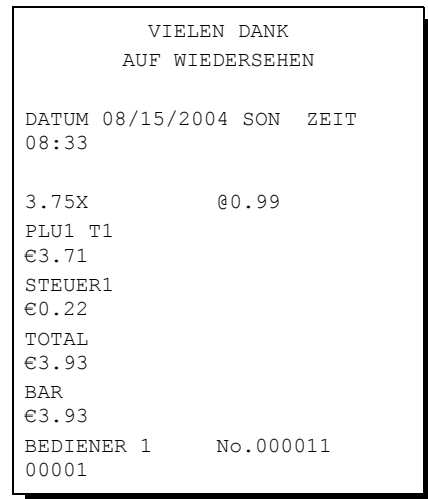 VIELEN DANK
AUF WIEDERSEHEN
DATUM 08/15/2004 SON ZEIT
08:33
3.75X @0.99
PLU1 T1
€3.71
STEUER1
€0.22
TOTAL
€3.93
BAR
€3.93
BEDIENER 1 No.000011
00001